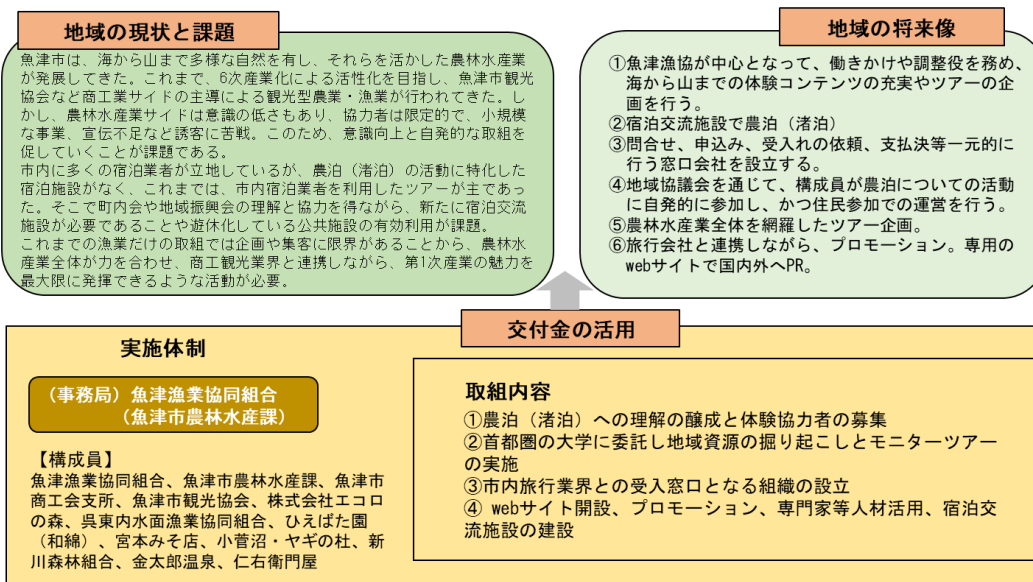 地域の現状と課題
魚津市は、海から山まで多様な自然を有し、それらを活かした農林水産業
が発展してきた。これまで、6次産業化による活性化を目指し、魚津市観光
協会など商工業サイドの主導による観光型農業・漁業が行われてきた。し
かし、農林水産業サイドは意識の低さもあり、協力者は限定的で、小規模
な事業、宣伝不足など誘客に苦戦。このため、意識向上と自発的な取組を
促していくことが課題である。
市内に多くの宿泊業者が立地しているが、農泊（渚泊）の活動に特化した
宿泊施設がなく、これまでは、市内宿泊業者を利用したツアーが主であっ
た。そこで町内会や地域振興会の理解と協力を得ながら、新たに宿泊交流
施設が必要であることや遊休化している公共施設の有効利用が課題。
これまでの漁業だけの取組では企画や集客に限界があることから、農林水
産業全体が力を合わせ、商工観光業界と連携しながら、第1次産業の魅力を
最大限に発揮できるような活動が必要。
地域の将来像
①魚津漁協が中心となって、働きかけや調整役を務め、
海から山までの体験コンテンツの充実やツアーの企
画を行う。
②宿泊交流施設で農泊（渚泊）
③問合せ、申込み、受入れの依頼、支払決等一元的に
行う窓口会社を設立する。
④地域協議会を通じて、構成員が農泊についての活動
に自発的に参加し、かつ住民参加での運営を行う。
⑤農林水産業全体を網羅したツアー企画。
⑥旅行会社と連携しながら、プロモーション。専用の
webサイトで国内外へPR。
交付金の活用
実施体制
（事務局）魚津漁業協同組合
（魚津市農林水産課）
【構成員】
魚津漁業協同組合、魚津市農林水産課、魚津市
商工会支所、魚津市観光協会、株式会社エコロ
の森、呉東内水面漁業協同組合、ひえばた園
（和綿）、宮本みそ店、小菅沼・ヤギの杜、新
川森林組合、金太郎温泉、仁右衛門屋
取組内容
①農泊（渚泊）への理解の醸成と体験協力者の募集
②首都圏の大学に委託し地域資源の掘り起こしとモニターツアー
の実施
③市内旅行業界との受入窓口となる組織の設立
④ webサイト開設、プロモーション、専門家等人材活用、宿泊交
流施設の建設